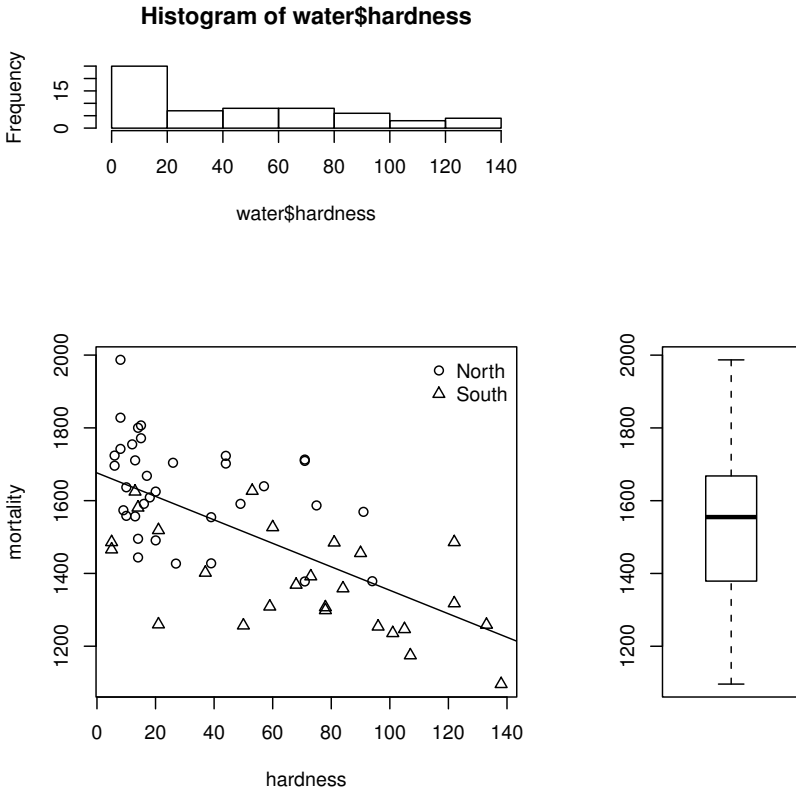 Histogram of water$hardness
Frequency
0 15
0 20 40 60 80 100 120 140
water$hardness
mortality
1200 1400 1600 1800 2000
North
South
0 20 40 60 80 100 120 140
hardness
1200 1400 1600 1800 2000